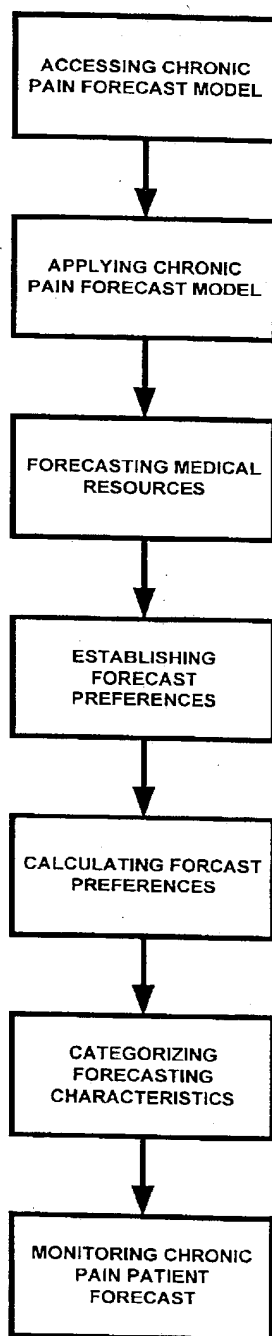 ACCESSING CHRONIC
PAIN FORECAST MODEL
APPLYING CHRONIC
PAIN FORECAST MODEL
FORECASTING MEDICAL
RESOURCES
ESTABLISHING
FORECAST
PREFERENCES
CALCULATING FORCAST
PREFERENCES
CATEGORIZING
FORECASTING
CHARACTERISTICS
MONITORING CHRONIC
PAIN PATIENT
FORECAST